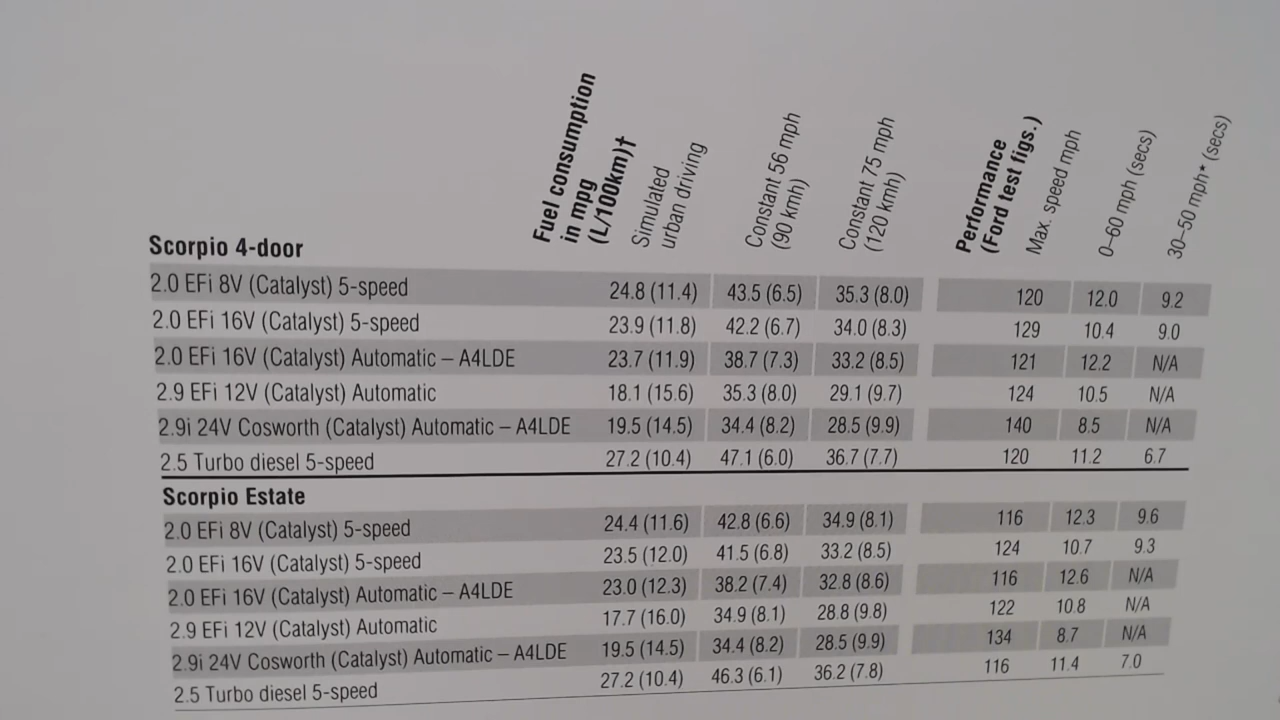 Fuel consumption
in mpg
(L/100km)†
Simulated
urban driving
Constant 56 mph
(90 kmh)
Constant 75 mph
(120 kmh)
Performance
(Ford test figs.)
Max. speed mph
0–60 mph (secs)
30–50 mph* (secs)
Scorpio 4-door
2.0 EFi 8V (Catalyst) 5-speed 24.8 (11.4) 43.5 (6.5) 35.3 (8.0) 120 12.0 9.2
2.0 EFi 16V (Catalyst) 5-speed 23.9 (11.8) 42.2 (6.7) 34.0 (8.3) 129 10.4 9.0
2.0 EFi 16V (Catalyst) Automatic – A4LDE 23.7 (11.9) 38.7 (7.3) 33.2 (8.5) 121 12.2 N/A
2.9 EFi 12V (Catalyst) Automatic 18.1 (15.6) 35.3 (8.0) 29.1 (9.7) 124 10.5 N/A
2.9i 24V Cosworth (Catalyst) Automatic – A4LDE 19.5 (14.5) 34.4 (8.2) 28.5 (9.9) 140 8.5 N/A
2.5 Turbo diesel 5-speed 27.2 (10.4) 47.1 (6.0) 36.7 (7.7) 120 11.2 6.7
Scorpio Estate
2.0 EFi 8V (Catalyst) 5-speed 24.4 (11.6) 42.8 (6.6) 34.9 (8.1) 116 12.3 9.6
2.0 EFi 16V (Catalyst) 5-speed 23.5 (12.0) 41.5 (6.8) 33.2 (8.5) 124 10.7 9.3
2.0 EFi 16V (Catalyst) Automatic – A4LDE 23.0 (12.3) 38.2 (7.4) 32.8 (8.6) 116 12.6 N/A
2.9 EFi 12V (Catalyst) Automatic 17.7 (16.0) 34.9 (8.1) 28.8 (9.8) 122 10.8 N/A
2.9i 24V Cosworth (Catalyst) Automatic – A4LDE 19.5 (14.5) 34.4 (8.2) 28.5 (9.9) 134 8.7 N/A
2.5 Turbo diesel 5-speed 27.2 (10.4) 46.3 (6.1) 36.2 (7.8) 116 11.4 7.0